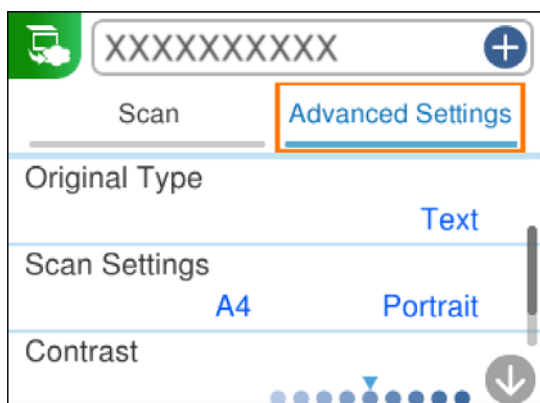 XXXXXXXXXX
Scan Advanced Settings
Original Type
Text
Scan Settings
A4 Portrait
Contrast